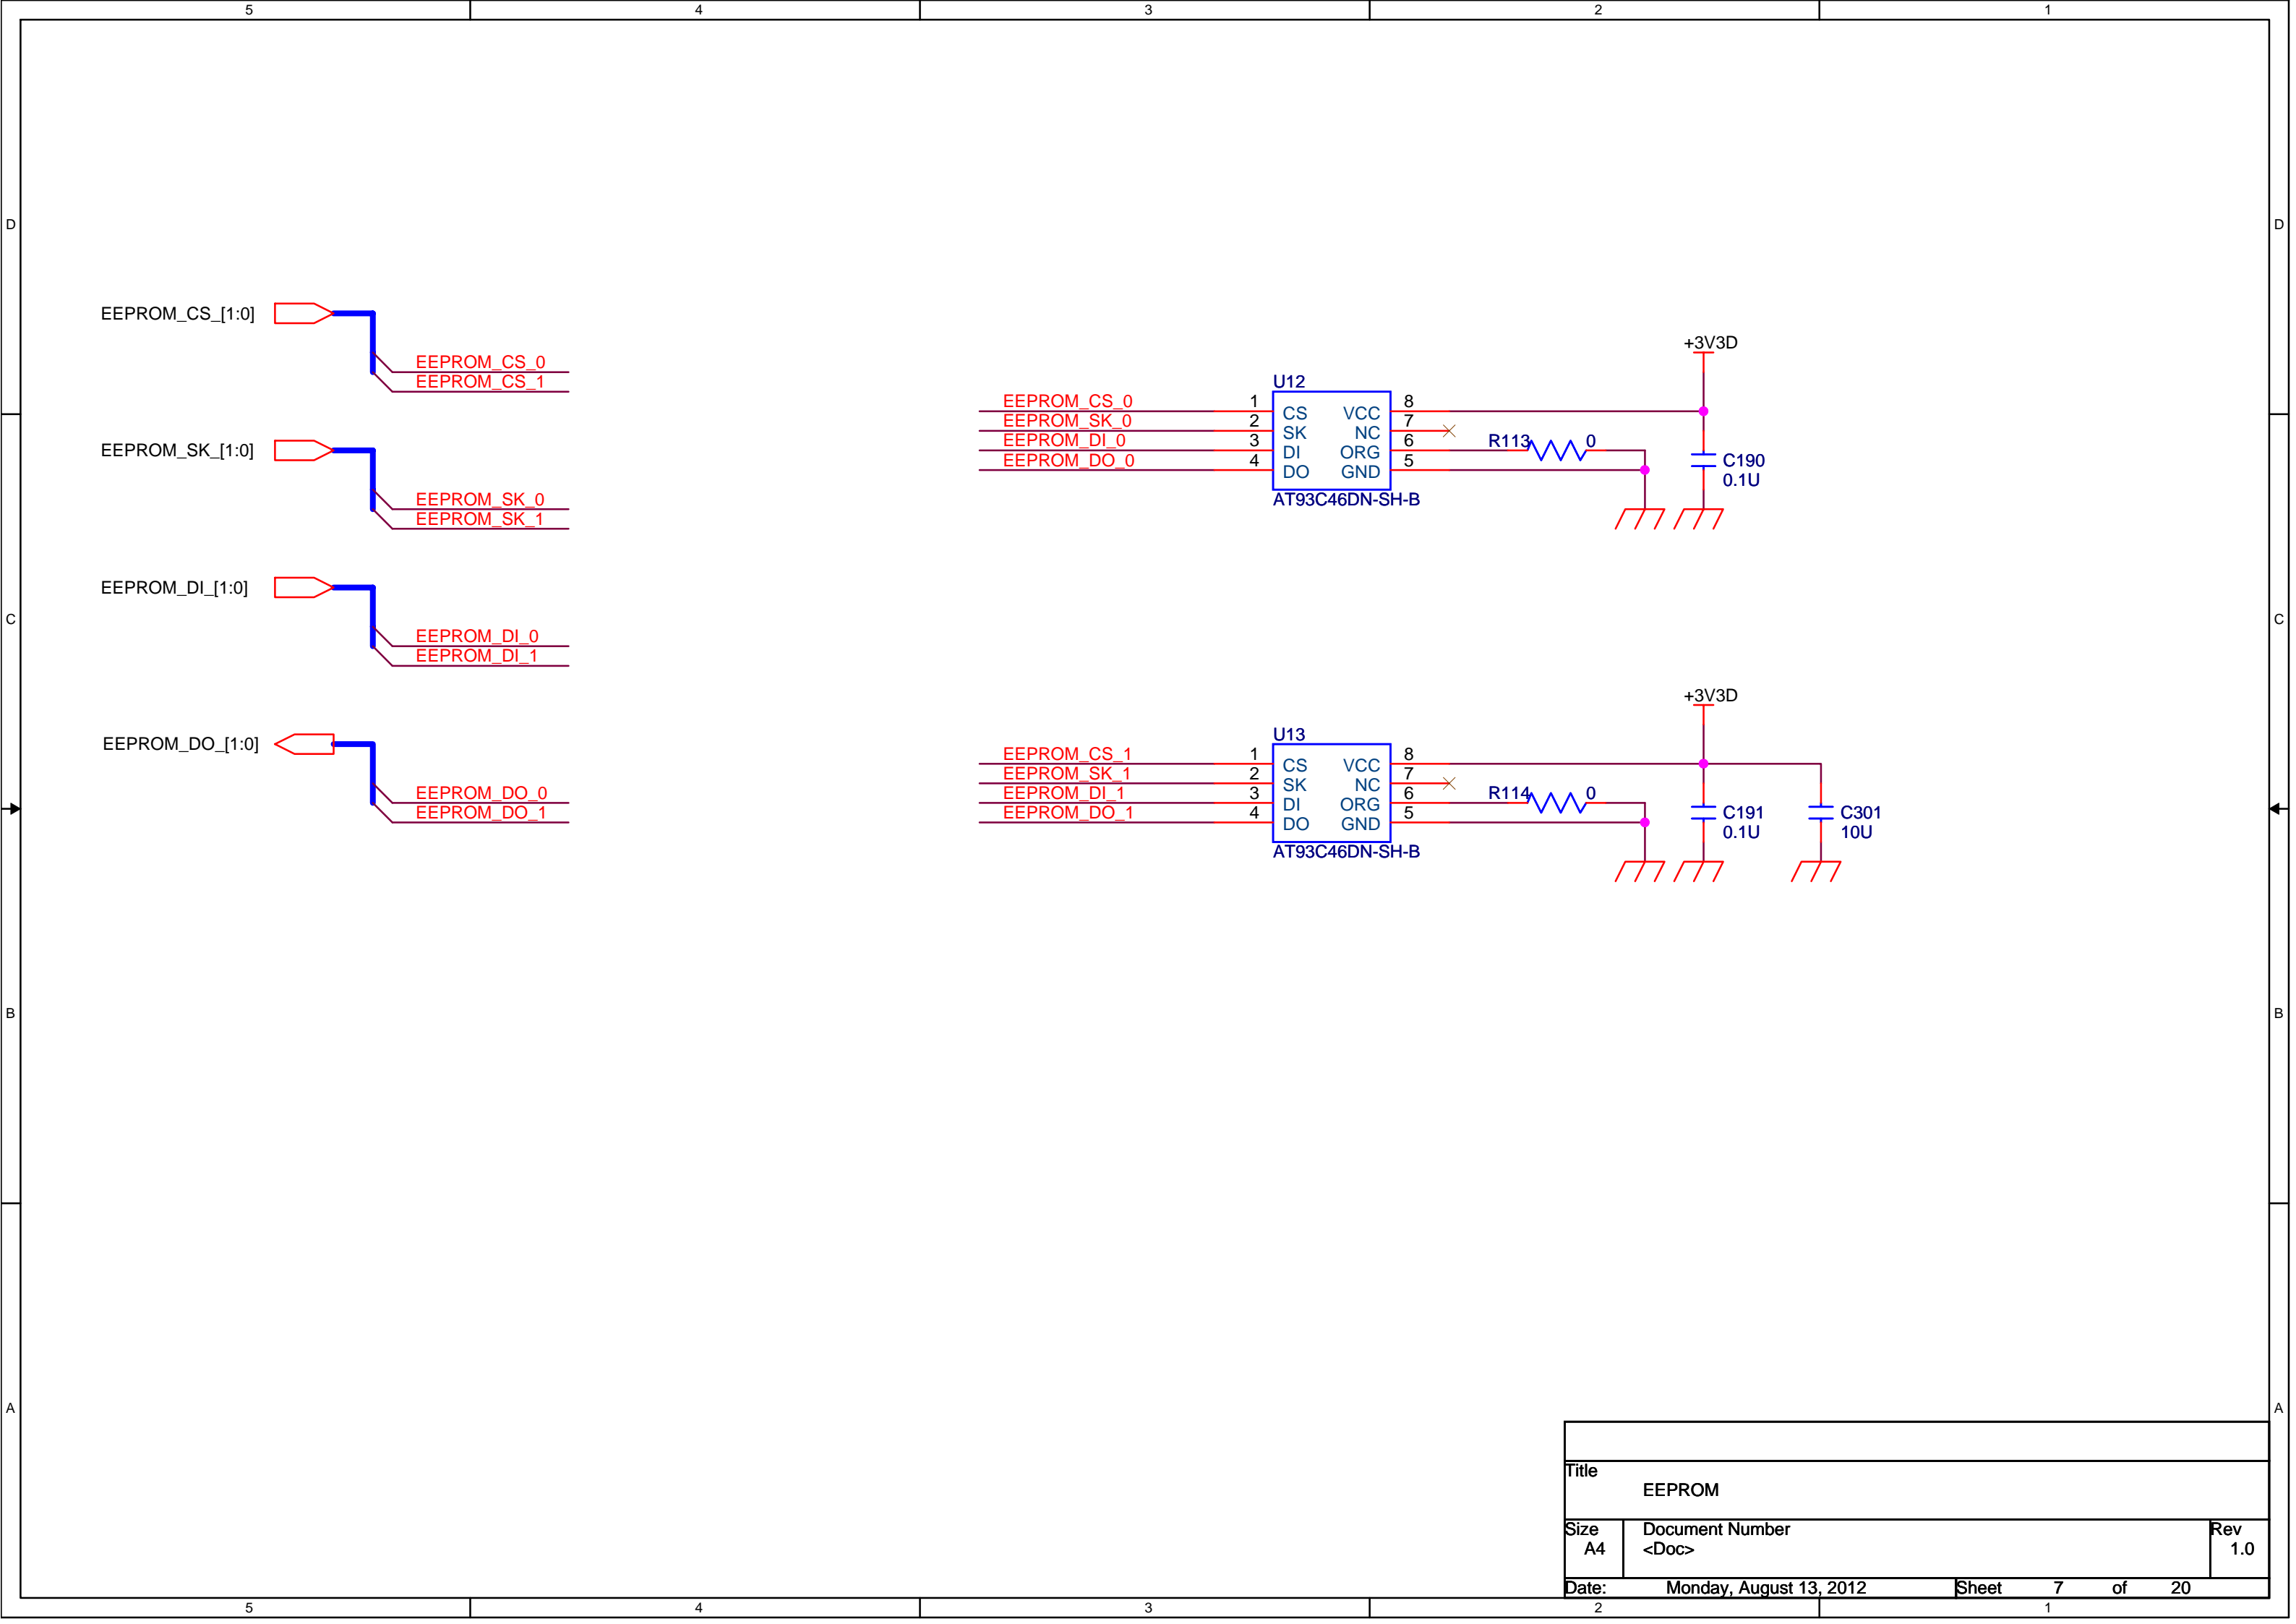 5 4 3 2 1
D D
C C
B B
A A
EEPROM_CS_[1:0]
EEPROM_CS_0
EEPROM_CS_1
EEPROM_SK_[1:0]
EEPROM_SK_0
EEPROM_SK_1
EEPROM_DI_[1:0]
EEPROM_DI_0
EEPROM_DI_1
EEPROM_DO_[1:0]
EEPROM_DO_0
EEPROM_DO_1
+3V3D
U12
EEPROM_CS_0 1 CS VCC 8
EEPROM_SK_0 2 SK NC 7
EEPROM_DI_0 3 DI ORG 6 R113 0
EEPROM_DO_0 4 DO GND 5
AT93C46DN-SH-B
C190
0.1U
+3V3D
U13
EEPROM_CS_1 1 CS VCC 8
EEPROM_SK_1 2 SK NC 7
EEPROM_DI_1 3 DI ORG 6 R114 0
EEPROM_DO_1 4 DO GND 5
AT93C46DN-SH-B
C191
0.1U
C301
10U
Title
EEPROM
Size Document Number Rev
A4 <Doc> 1.0
Date: Monday, August 13, 2012 Sheet 7 of 20
5 4 3 2 1